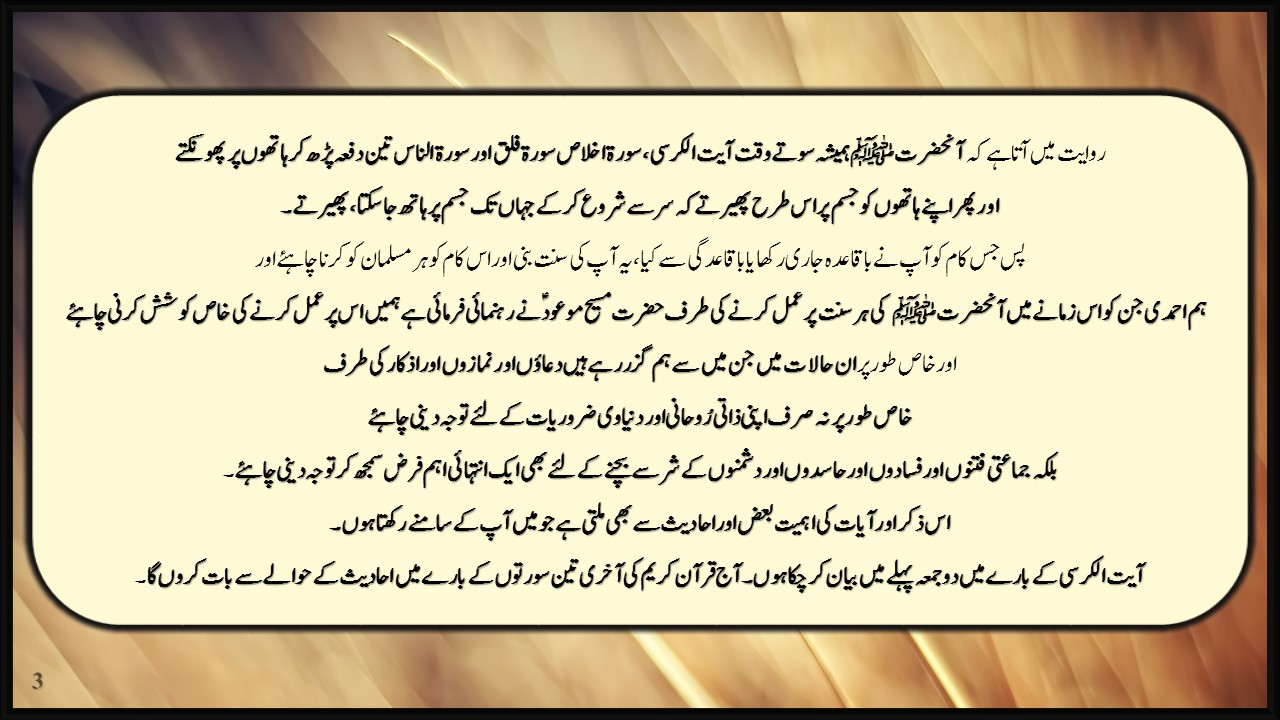 روایت میں آتا ہے کہ آنحضرت ﷺ ہمیشہ سوتے وقت آیت الکرسی، سورۃ اخلاص سورۃ فلق اور سورۃ الناس تین دفعہ پڑھ کر ہاتھوں پر پھونکتے
اور پھر اپنے ہاتھوں کو جسم پر اس طرح پھیرتے کہ سر سے شروع کر کے جہاں تک جسم پر ہاتھ جاسکتا، پھیرتے۔
پس جس کام کو آپ نے باقاعدہ جاری رکھا یا باقاعدگی سے کیا، یہ آپ کی سنت بنی اور اس کام کو ہر مسلمان کو کرنا چاہئے اور
ہم احمدی جن کو اس زمانے میں آنحضرت ﷺ کی ہر سنت پر عمل کرنے کی طرف حضرت مسیح موعودؑ نے رہنمائی فرمائی ہے ہمیں اس پر عمل کرنے کی خاص کوشش کرنی چاہئے
اور خاص طور پر ان حالات میں جن میں سے ہم گزر رہے ہیں دعاؤں اور نمازوں اور اذکار کی طرف
خاص طور پر نہ صرف اپنی ذاتی رُوحانی اور دنیاوی ضروریات کے لئے توجہ دینی چاہئے
بلکہ جماعتی فتنوں اور فسادوں اور حاسدوں اور دشمنوں کے شر سے بچنے کے لئے بھی ایک انتہائی اہم فرض سمجھ کر توجہ دینی چاہئے۔
اس ذکر اور آیات کی اہمیت بعض اور احادیث سے بھی ملتی ہے جو میں آپ کے سامنے رکھتا ہوں۔
آیت الکرسی کے بارے میں دو جمعہ پہلے میں بیان کر چکا ہوں۔ آج قرآن کریم کی آخری تین سورتوں کے بارے میں احادیث کے حوالے سے بات کروں گا۔
3